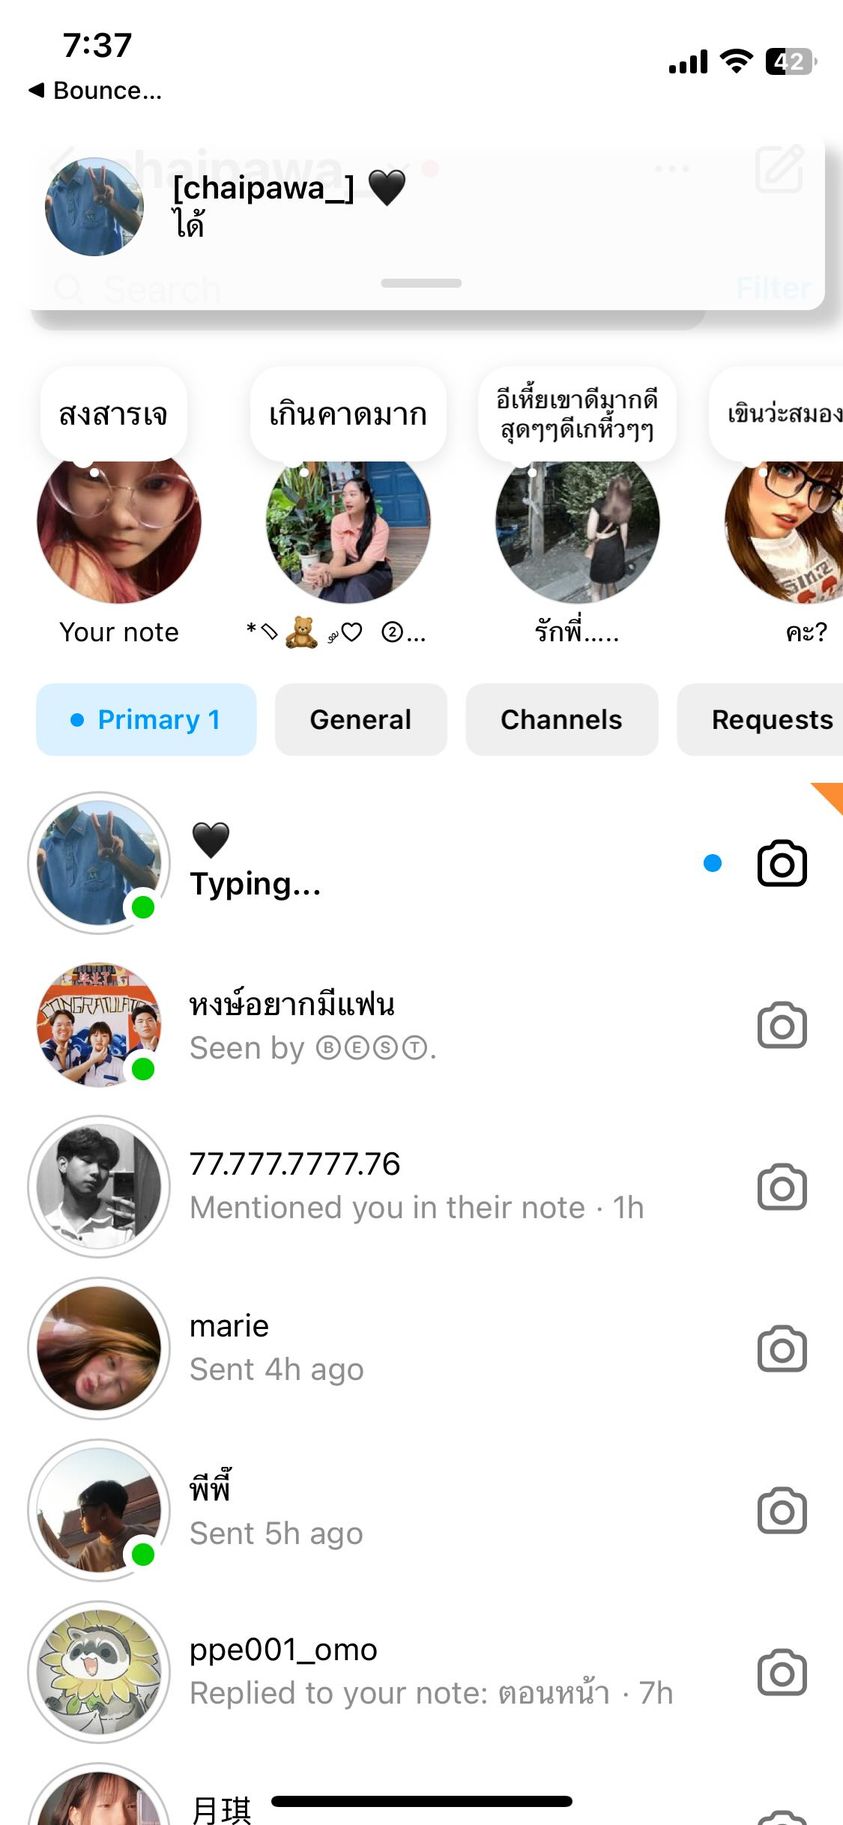 7:37
42
◀ Bounce...
chaipawa_
[chaipawa_] 🖤
ได้
Search
Filter
สงสารเจ
เกินคาดมาก
อีเหี้ยเขาดีมากดี
สุดๆๆดีเกหี้วๆๆ
เขินว่ะสมอง
Your note
②...
รักพี่.....
คะ?
Primary 1
General
Channels
Requests
🖤
Typing...
CONGRATULATIO
หงษ์อยากมีแฟน
Seen by ⒷⒺⓈⓉ.
77.777.7777.76
Mentioned you in their note · 1h
marie
Sent 4h ago
พีพี๊
Sent 5h ago
ppe001_omo
Replied to your note: ตอนหน้า · 7h
月琪